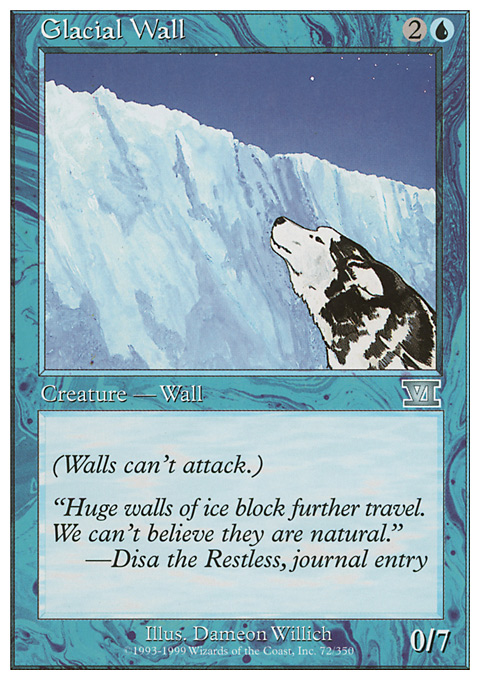 Glacial Wall 2
Creature — Wall VI
(Walls can't attack.)
“Huge walls of ice block further travel.
We can't believe they are natural.”
—Disa the Restless, journal entry
Illus. Dameon Willich
©1993-1999 Wizards of the Coast, Inc. 72/350
0/7